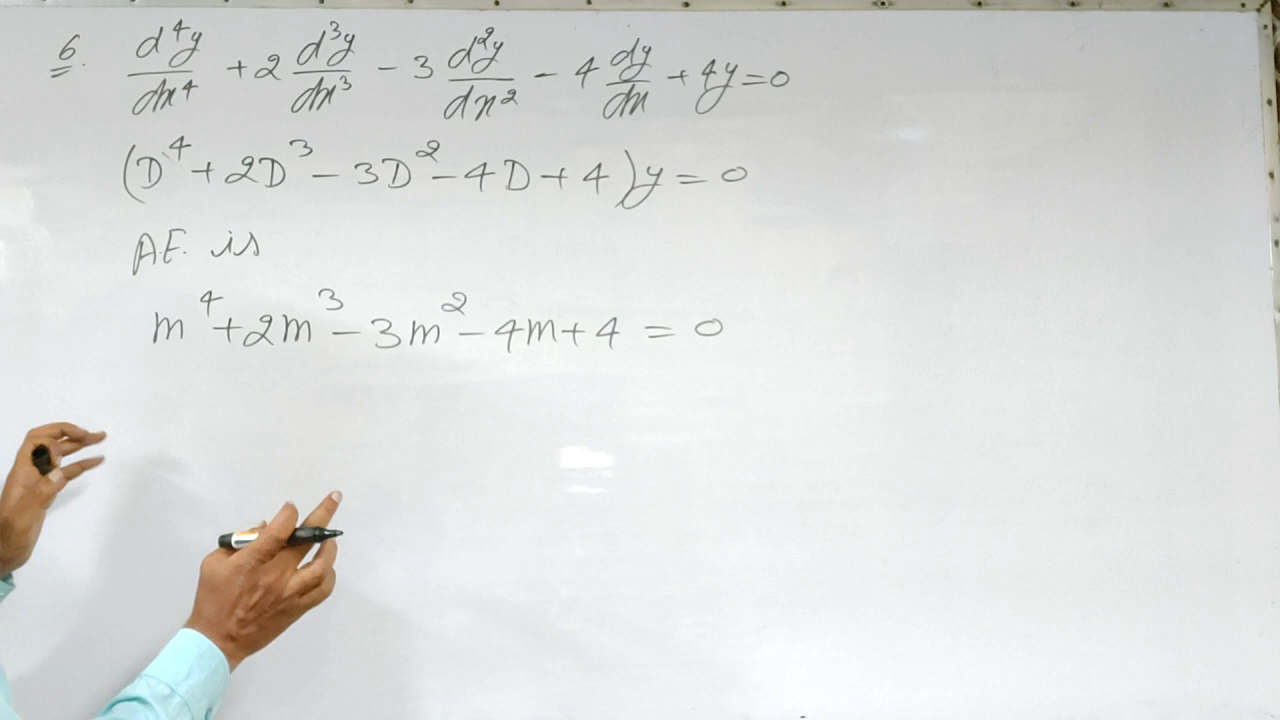 6. d⁴y/dx⁴ + 2 d³y/dx³ - 3 d²y/dx² - 4 dy/dx + 4y = 0
(D⁴ + 2D³ - 3D² - 4D + 4)y = 0
A.E. is
m⁴ + 2m³ - 3m² - 4m + 4 = 0